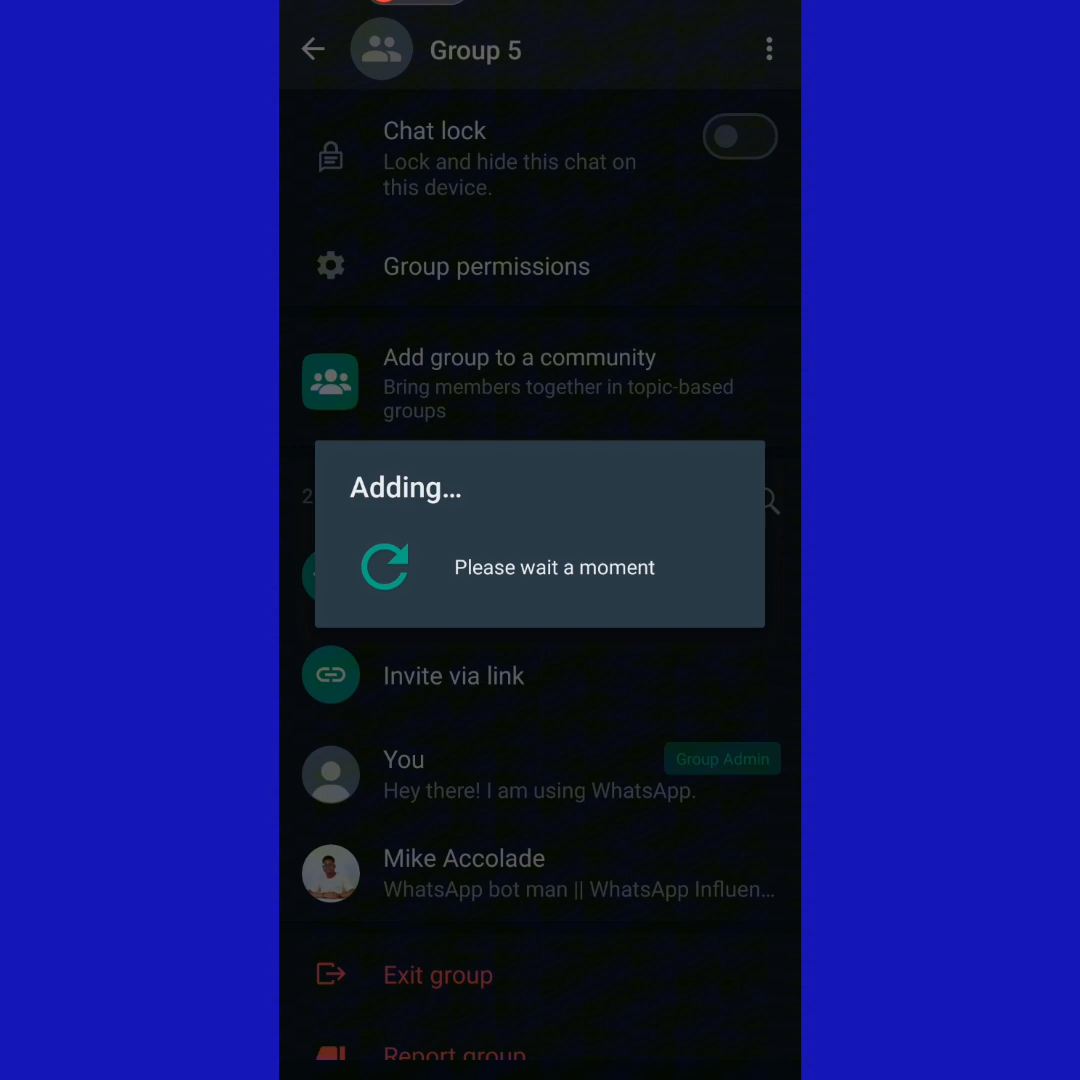 Group 5
Chat lock
Lock and hide this chat on
this device.
Group permissions
Add group to a community
Bring members together in topic-based
groups
2
Adding...
Please wait a moment
Invite via link
You
Group Admin
Hey there! I am using WhatsApp.
Mike Accolade
WhatsApp bot man || WhatsApp Influen...
Exit group
Report group